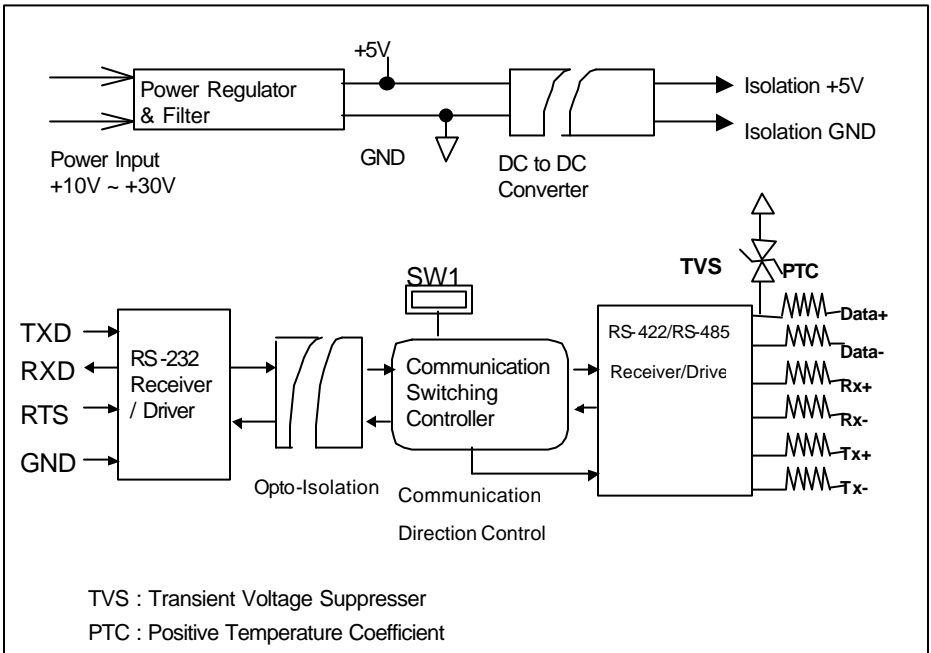 +5V
Power Regulator
& Filter
Isolation +5V
Isolation GND
Power Input
+10V ~ +30V
GND
DC to DC
Converter
TVS
PTC
SW1
TXD
RXD
RTS
GND
RS-232
Receiver
/ Driver
Opto-Isolation
Communication
Switching
Controller
Communication
Direction Control
RS-422/RS-485
Receiver/Drive
Data+
Data-
Rx+
Rx-
Tx+
Tx-
TVS : Transient Voltage Suppresser
PTC : Positive Temperature Coefficient